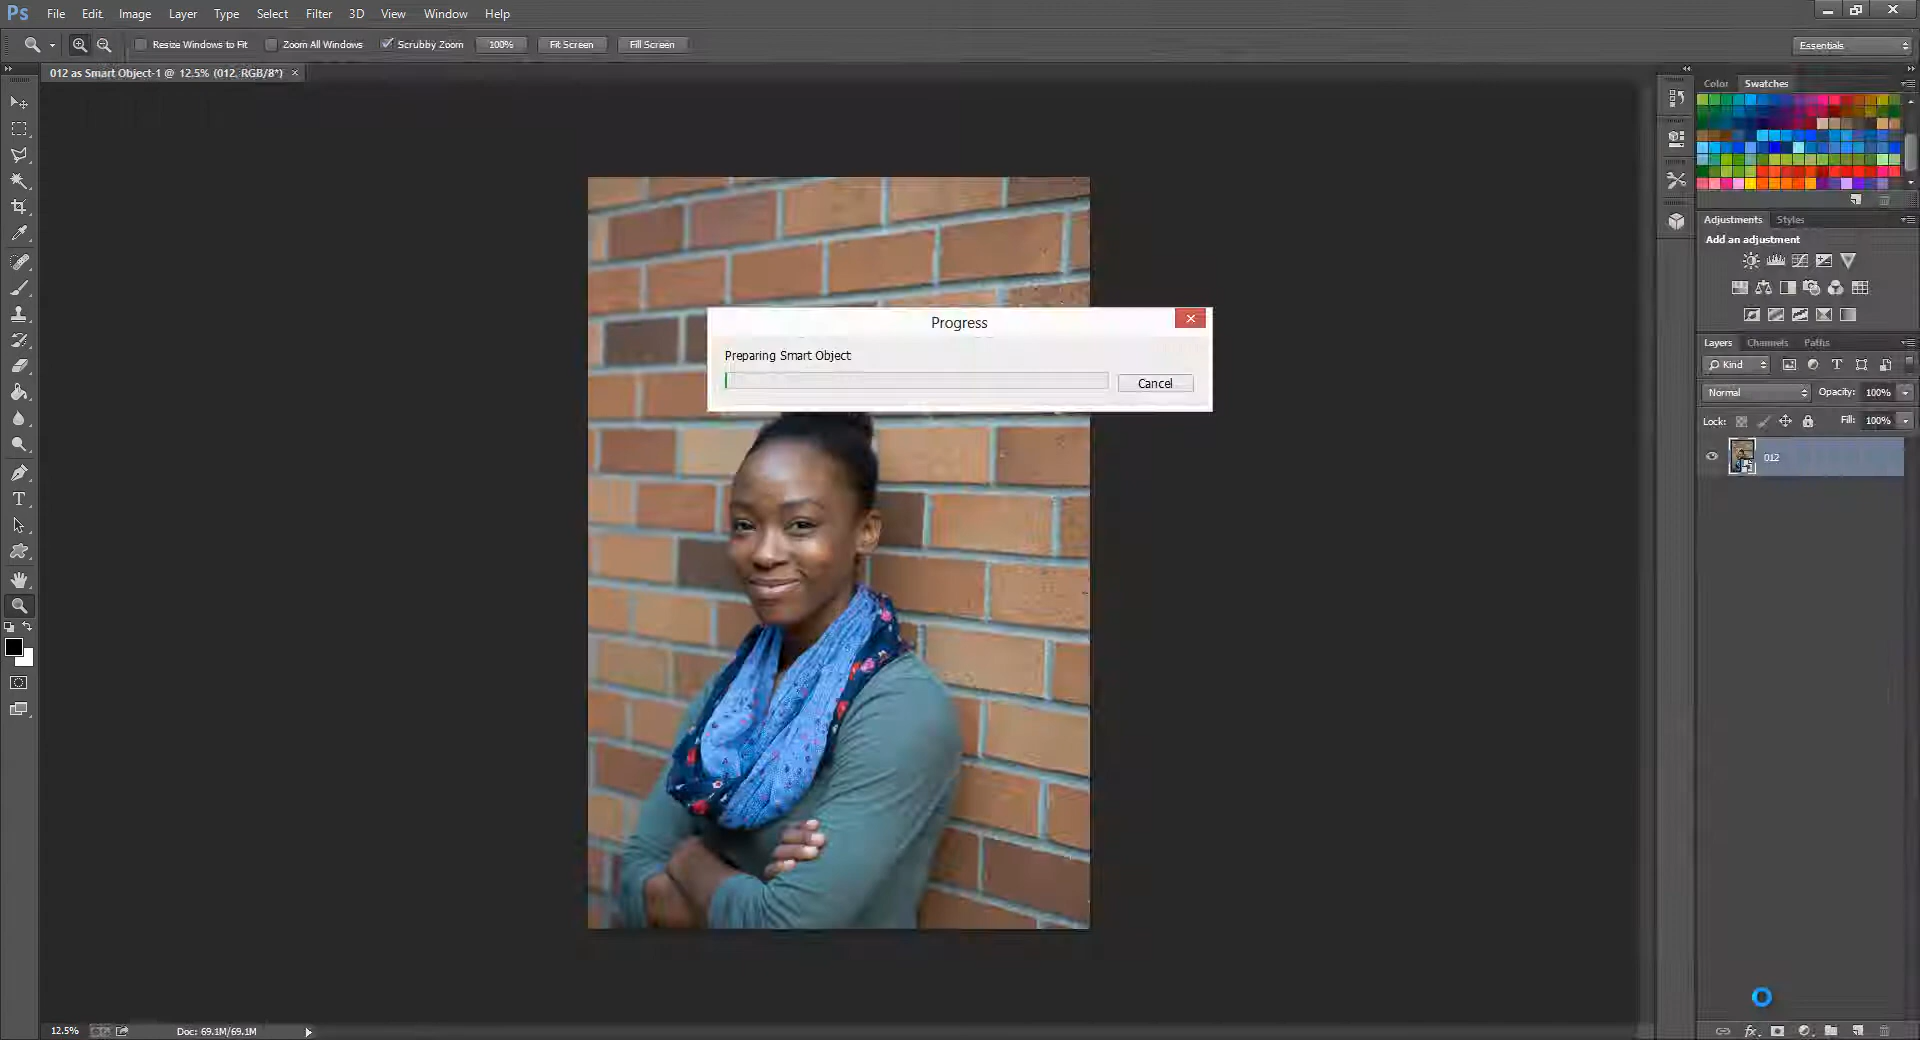 Ps File Edit Image Layer Type Select Filter 3D View Window Help
Resize Windows to Fit Zoom All Windows Scrubby Zoom 100% Fit Screen Fill Screen Essentials
012 as Smart Object-1 @ 12.5% (012, RGB/8*) ×
Color Swatches
Adjustments Styles
Add an adjustment
Progress
Preparing Smart Object
Cancel
Layers Channels Paths
Kind
Normal Opacity: 100%
Lock: Fill: 100%
012
12.5% Doc: 69.1M/69.1M